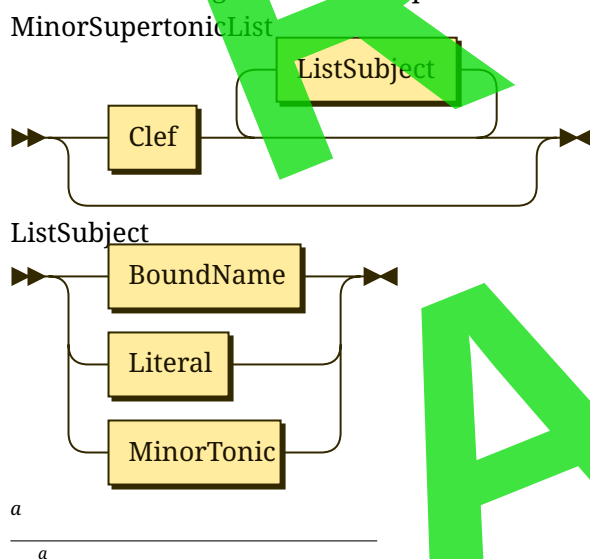 MinorSupertonicList
ListSubject
Clef
ListSubject
BoundName
Literal
MinorTonic
a
a